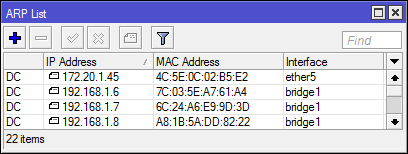 ARP List
Find
IP Address MAC Address Interface
DC 172.20.1.45 4C:5E:0C:02:B5:E2 ether5
DC 192.168.1.6 7C:03:5E:A7:61:A4 bridge1
DC 192.168.1.7 6C:24:A6:E9:9D:3D bridge1
DC 192.168.1.8 A8:1B:5A:DD:82:22 bridge1
22 items